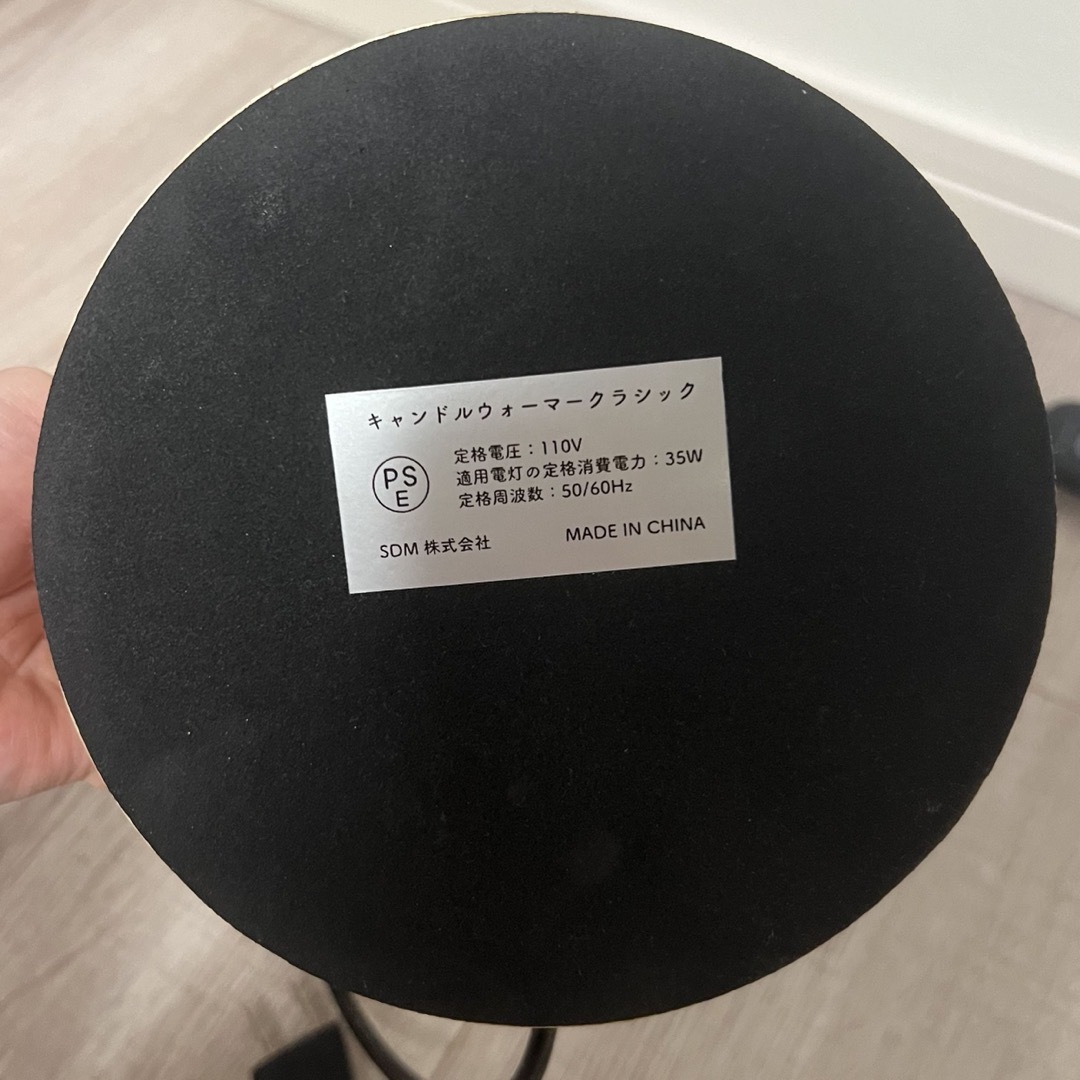 キャンドルウォーマークラシック
PS
E
定格電圧：110V
適用電灯の定格消費電力：35W
定格周波数：50/60Hz
SDM 株式会社
MADE IN CHINA